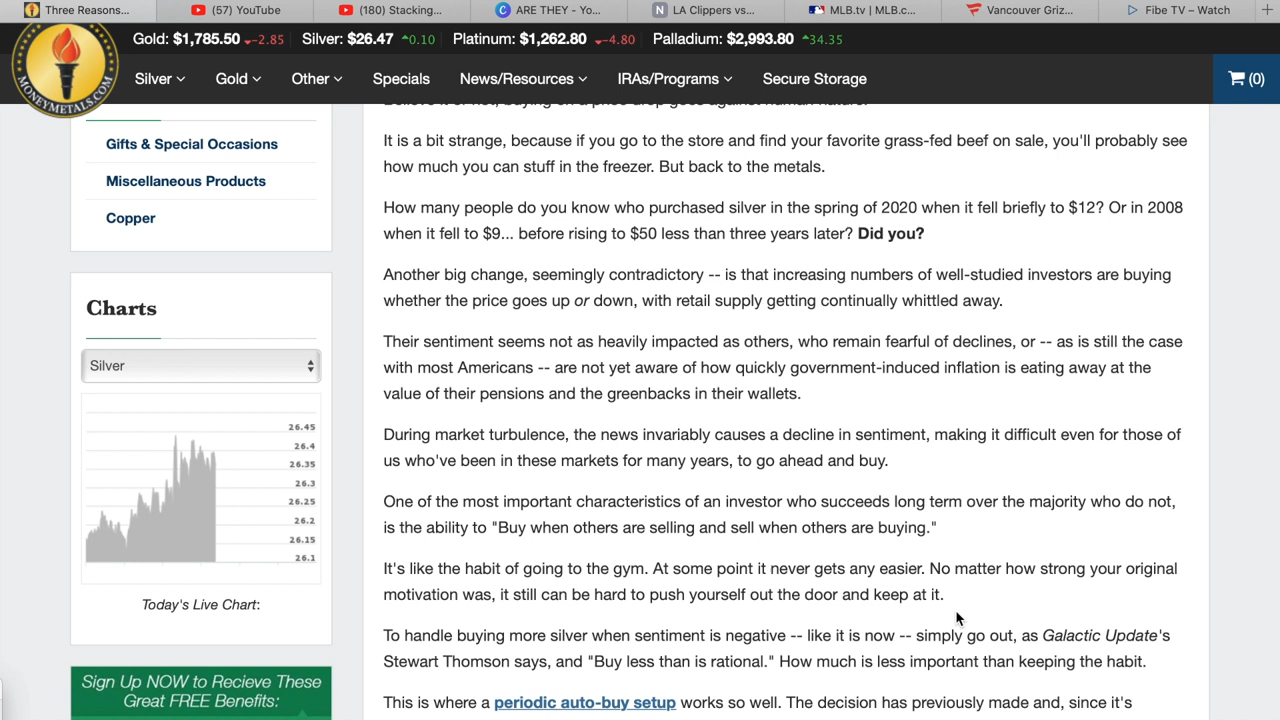 Three Reasons...
(57) YouTube
(180) Stacking...
ARE THEY - Yo...
N LA Clippers vs...
MLB.tv | MLB.c...
Vancouver Griz...
Fibe TV – Watch
Gold: $1,785.50 -2.85 Silver: $26.47 0.10 Platinum: $1,262.80 -4.80 Palladium: $2,993.80 34.35
MONEYMETALS.COM
Silver Gold Other Specials News/Resources IRAs/Programs Secure Storage (0)
Gifts & Special Occasions
Miscellaneous Products
Copper
Charts
Silver
26.45
26.4
26.35
26.3
26.25
26.2
26.15
26.1
Today's Live Chart:
Sign Up NOW to Recieve These
Great FREE Benefits:
Believe it or not, buying on a price drop goes against human nature.
It is a bit strange, because if you go to the store and find your favorite grass-fed beef on sale, you'll probably see
how much you can stuff in the freezer. But back to the metals.
How many people do you know who purchased silver in the spring of 2020 when it fell briefly to $12? Or in 2008
when it fell to $9... before rising to $50 less than three years later? Did you?
Another big change, seemingly contradictory -- is that increasing numbers of well-studied investors are buying
whether the price goes up or down, with retail supply getting continually whittled away.
Their sentiment seems not as heavily impacted as others, who remain fearful of declines, or -- as is still the case
with most Americans -- are not yet aware of how quickly government-induced inflation is eating away at the
value of their pensions and the greenbacks in their wallets.
During market turbulence, the news invariably causes a decline in sentiment, making it difficult even for those of
us who've been in these markets for many years, to go ahead and buy.
One of the most important characteristics of an investor who succeeds long term over the majority who do not,
is the ability to "Buy when others are selling and sell when others are buying."
It's like the habit of going to the gym. At some point it never gets any easier. No matter how strong your original
motivation was, it still can be hard to push yourself out the door and keep at it.
To handle buying more silver when sentiment is negative -- like it is now -- simply go out, as Galactic Update's
Stewart Thomson says, and "Buy less than is rational." How much is less important than keeping the habit.
This is where a periodic auto-buy setup works so well. The decision has previously made and, since it's